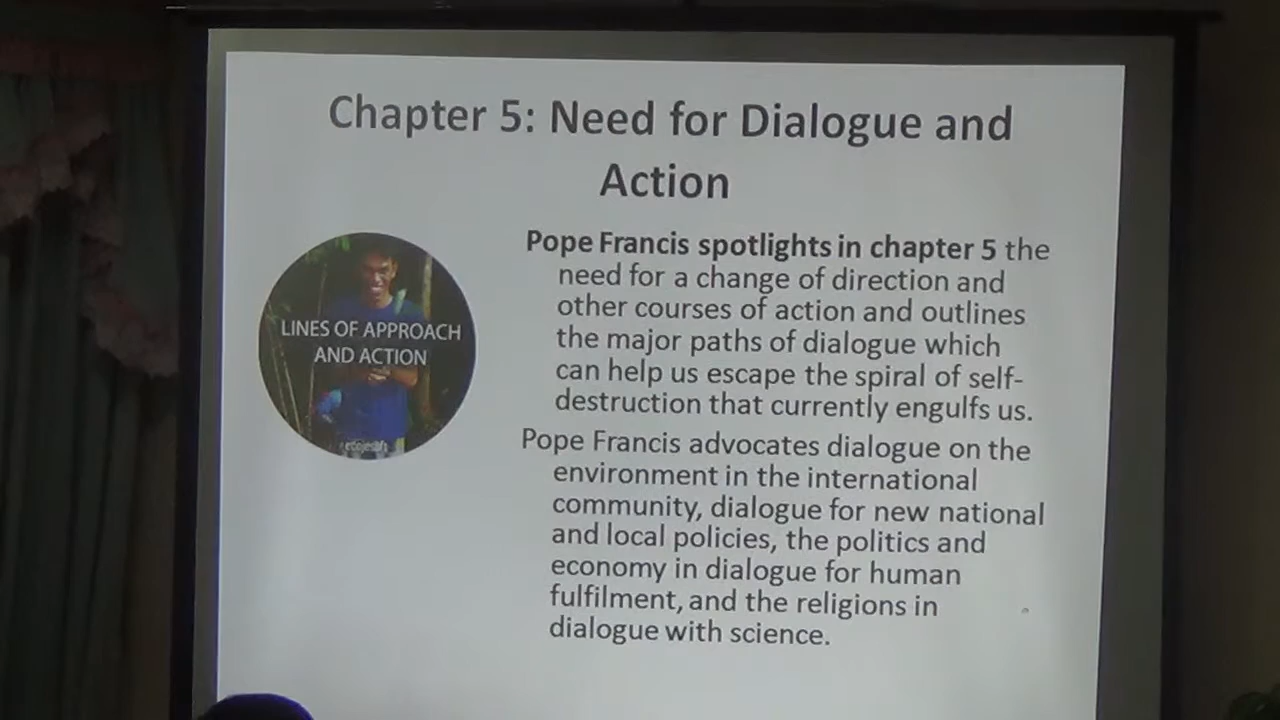 Chapter 5: Need for Dialogue and
Action
LINES OF APPROACH
AND ACTION
Pope Francis spotlights in chapter 5 the
need for a change of direction and
other courses of action and outlines
the major paths of dialogue which
can help us escape the spiral of self-
destruction that currently engulfs us.
Pope Francis advocates dialogue on the
environment in the international
community, dialogue for new national
and local policies, the politics and
economy in dialogue for human
fulfilment, and the religions in
dialogue with science.